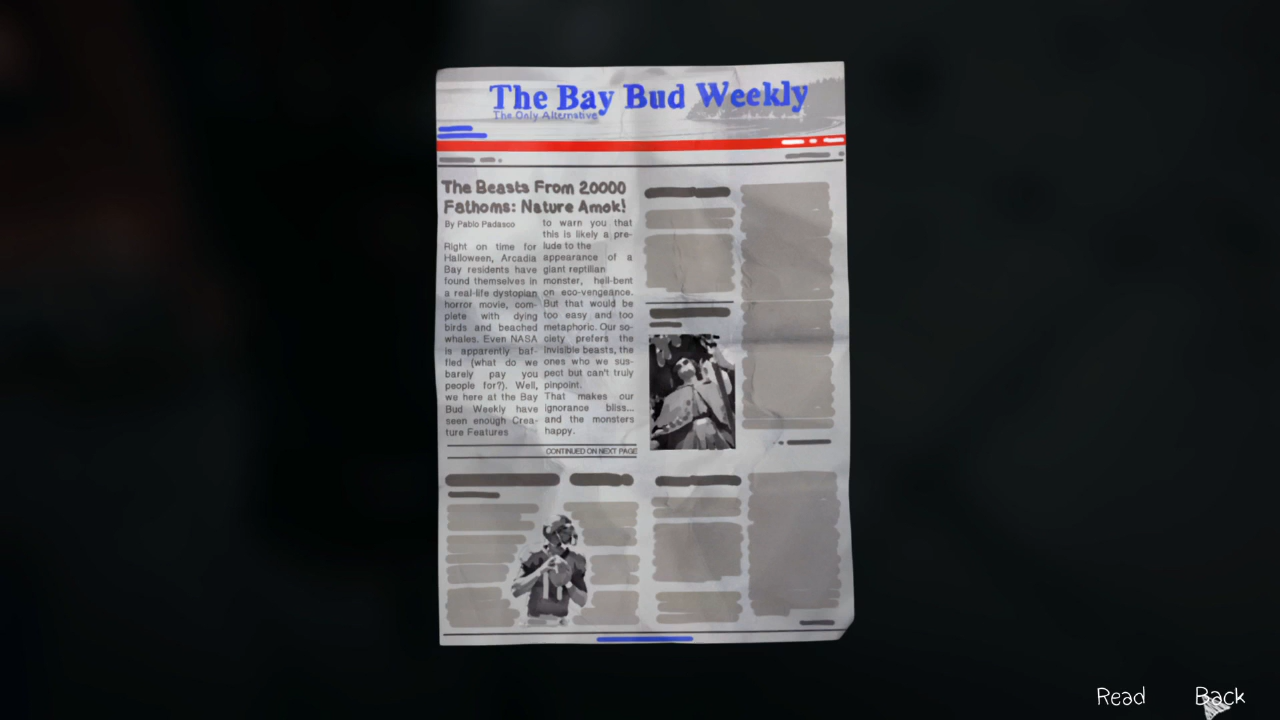 The Bay Bud Weekly
The Only Alternative
The Beasts From 20000
Fathoms: Nature Amok!
By Pablo Padasco
Right on time for
Halloween, Arcadia
Bay residents have
found themselves in
a real-life dystopian
horror movie, com-
plete with dying
birds and beached
whales. Even NASA
is apparently baf-
fled (what do we
barely pay you
people for?). Well,
we here at the Bay
Bud Weekly have
seen enough Crea-
ture Features
to warn you that
this is likely a pre-
lude to the
appearance of a
giant reptilian
monster, hell-bent
on eco-vengeance.
But that would be
too easy and too
metaphoric. Our so-
ciety prefers the
invisible beasts, the
ones who we sus-
pect but can't truly
pinpoint.
That makes our
ignorance bliss...
and the monsters
happy.
CONTINUED ON NEXT PAGE
Read
Back